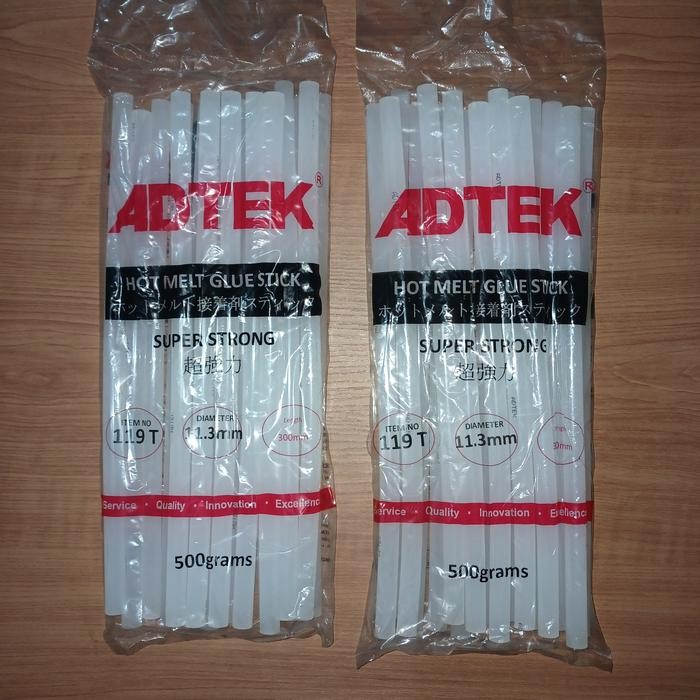 ADTEK®
HOT MELT GLUE STICK
ホットメルト接着剤スティック
SUPER STRONG
超強力
ITEM NO
119 T
DIAMETER
11.3mm
Length
300mm
Service · Quality · Innovation · Excellence
500grams
ADTEK®
HOT MELT GLUE STICK
ホットメルト接着剤スティック
SUPER STRONG
超強力
ITEM NO
119 T
DIAMETER
11.3mm
Service · Quality · Innovation · Excellence
500grams